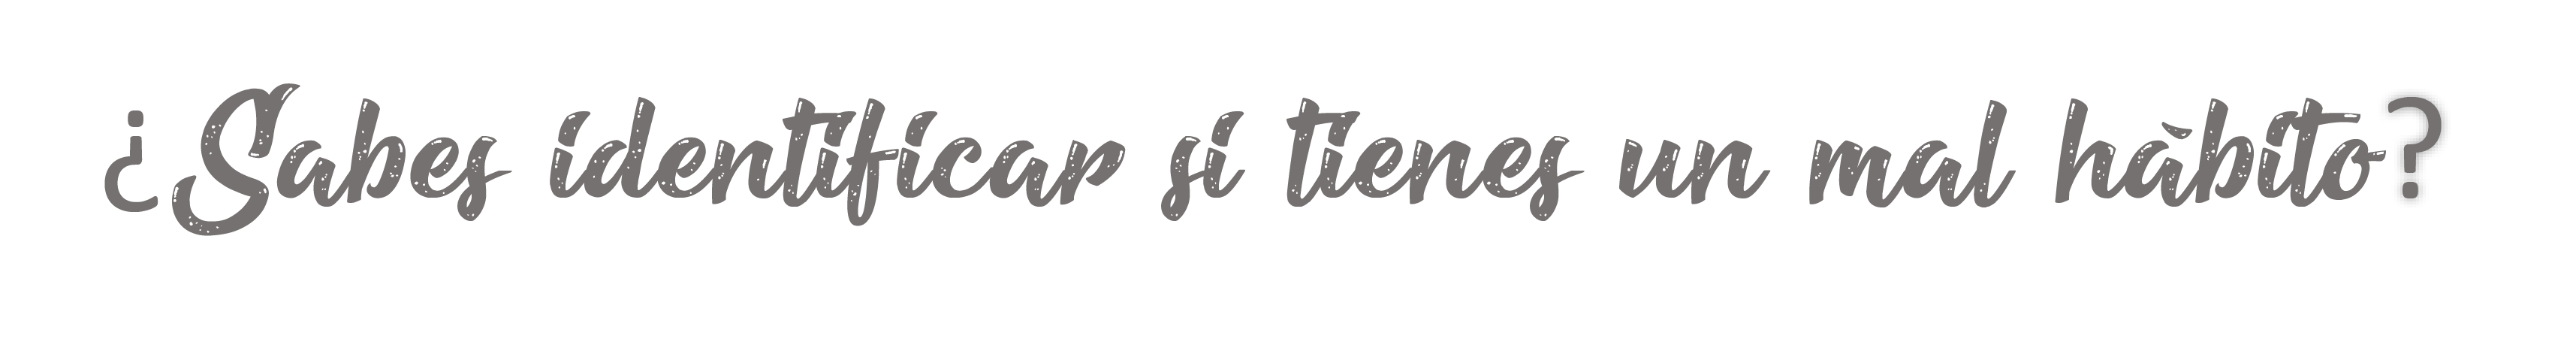 ¿Sabes identificar si tienes un mal hàbito?